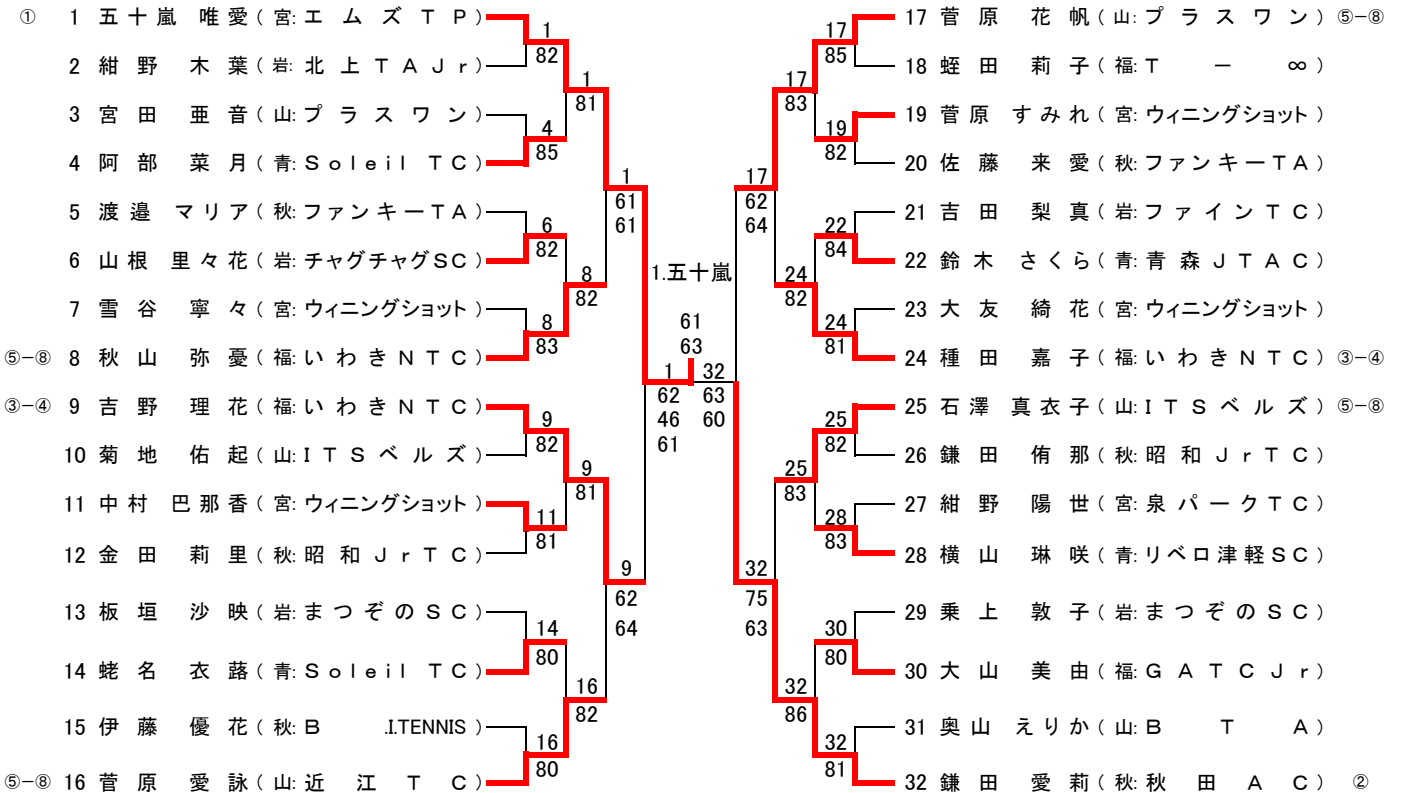 ① 1 五十嵐 唯愛 ( 宮: エムズTP )
2 紺野 木葉 ( 岩: 北上TAJr )
3 宮田 亜音 ( 山: プラスワン )
4 阿部 菜月 ( 青: Soleil TC )
5 渡邉 マリア ( 秋: ファンキーTA )
6 山根 里々花 ( 岩: チャグチャグSC )
7 雪谷 寧々 ( 宮: ウィニングショット )
⑤-⑧ 8 秋山 弥憂 ( 福: いわきNTC )
③-④ 9 吉野 理花 ( 福: いわきNTC )
10 菊地 佑起 ( 山: ITSベルズ )
11 中村 巴那香 ( 宮: ウィニングショット )
12 金田 莉里 ( 秋: 昭和JrTC )
13 板垣 沙映 ( 岩: まつぞのSC )
14 蛯名 衣蕗 ( 青: Soleil TC )
15 伊藤 優花 ( 秋: B .I.TENNIS )
⑤-⑧ 16 菅原 愛詠 ( 山: 近江TC )
1
82
4
85
6
82
8
83
9
82
11
81
14
80
16
80
1
81
8
82
9
81
16
82
1
61
61
9
62
64
1
62
46
61
1.五十嵐
61
63
32
63
60
17
62
64
32
75
63
17
83
24
82
25
83
32
86
17
85
19
82
22
84
24
81
25
82
28
83
30
80
32
81
17 菅原 花帆 ( 山: プラスワン ) ⑤-⑧
18 蛭田 莉子 ( 福: T － ∞ )
19 菅原 すみれ ( 宮: ウィニングショット )
20 佐藤 来愛 ( 秋: ファンキーTA )
21 吉田 梨真 ( 岩: ファインTC )
22 鈴木 さくら ( 青: 青森JTAC )
23 大友 綺花 ( 宮: ウィニングショット )
24 種田 嘉子 ( 福: いわきNTC ) ③-④
25 石澤 真衣子 ( 山: ITSベルズ ) ⑤-⑧
26 鎌田 侑那 ( 秋: 昭和JrTC )
27 紺野 陽世 ( 宮: 泉パークTC )
28 横山 琳咲 ( 青: リベロ津軽SC )
29 乗上 敦子 ( 岩: まつぞのSC )
30 大山 美由 ( 福: GATCJr )
31 奥山 えりか ( 山: BTA )
32 鎌田 愛莉 ( 秋: 秋田AC ) ②